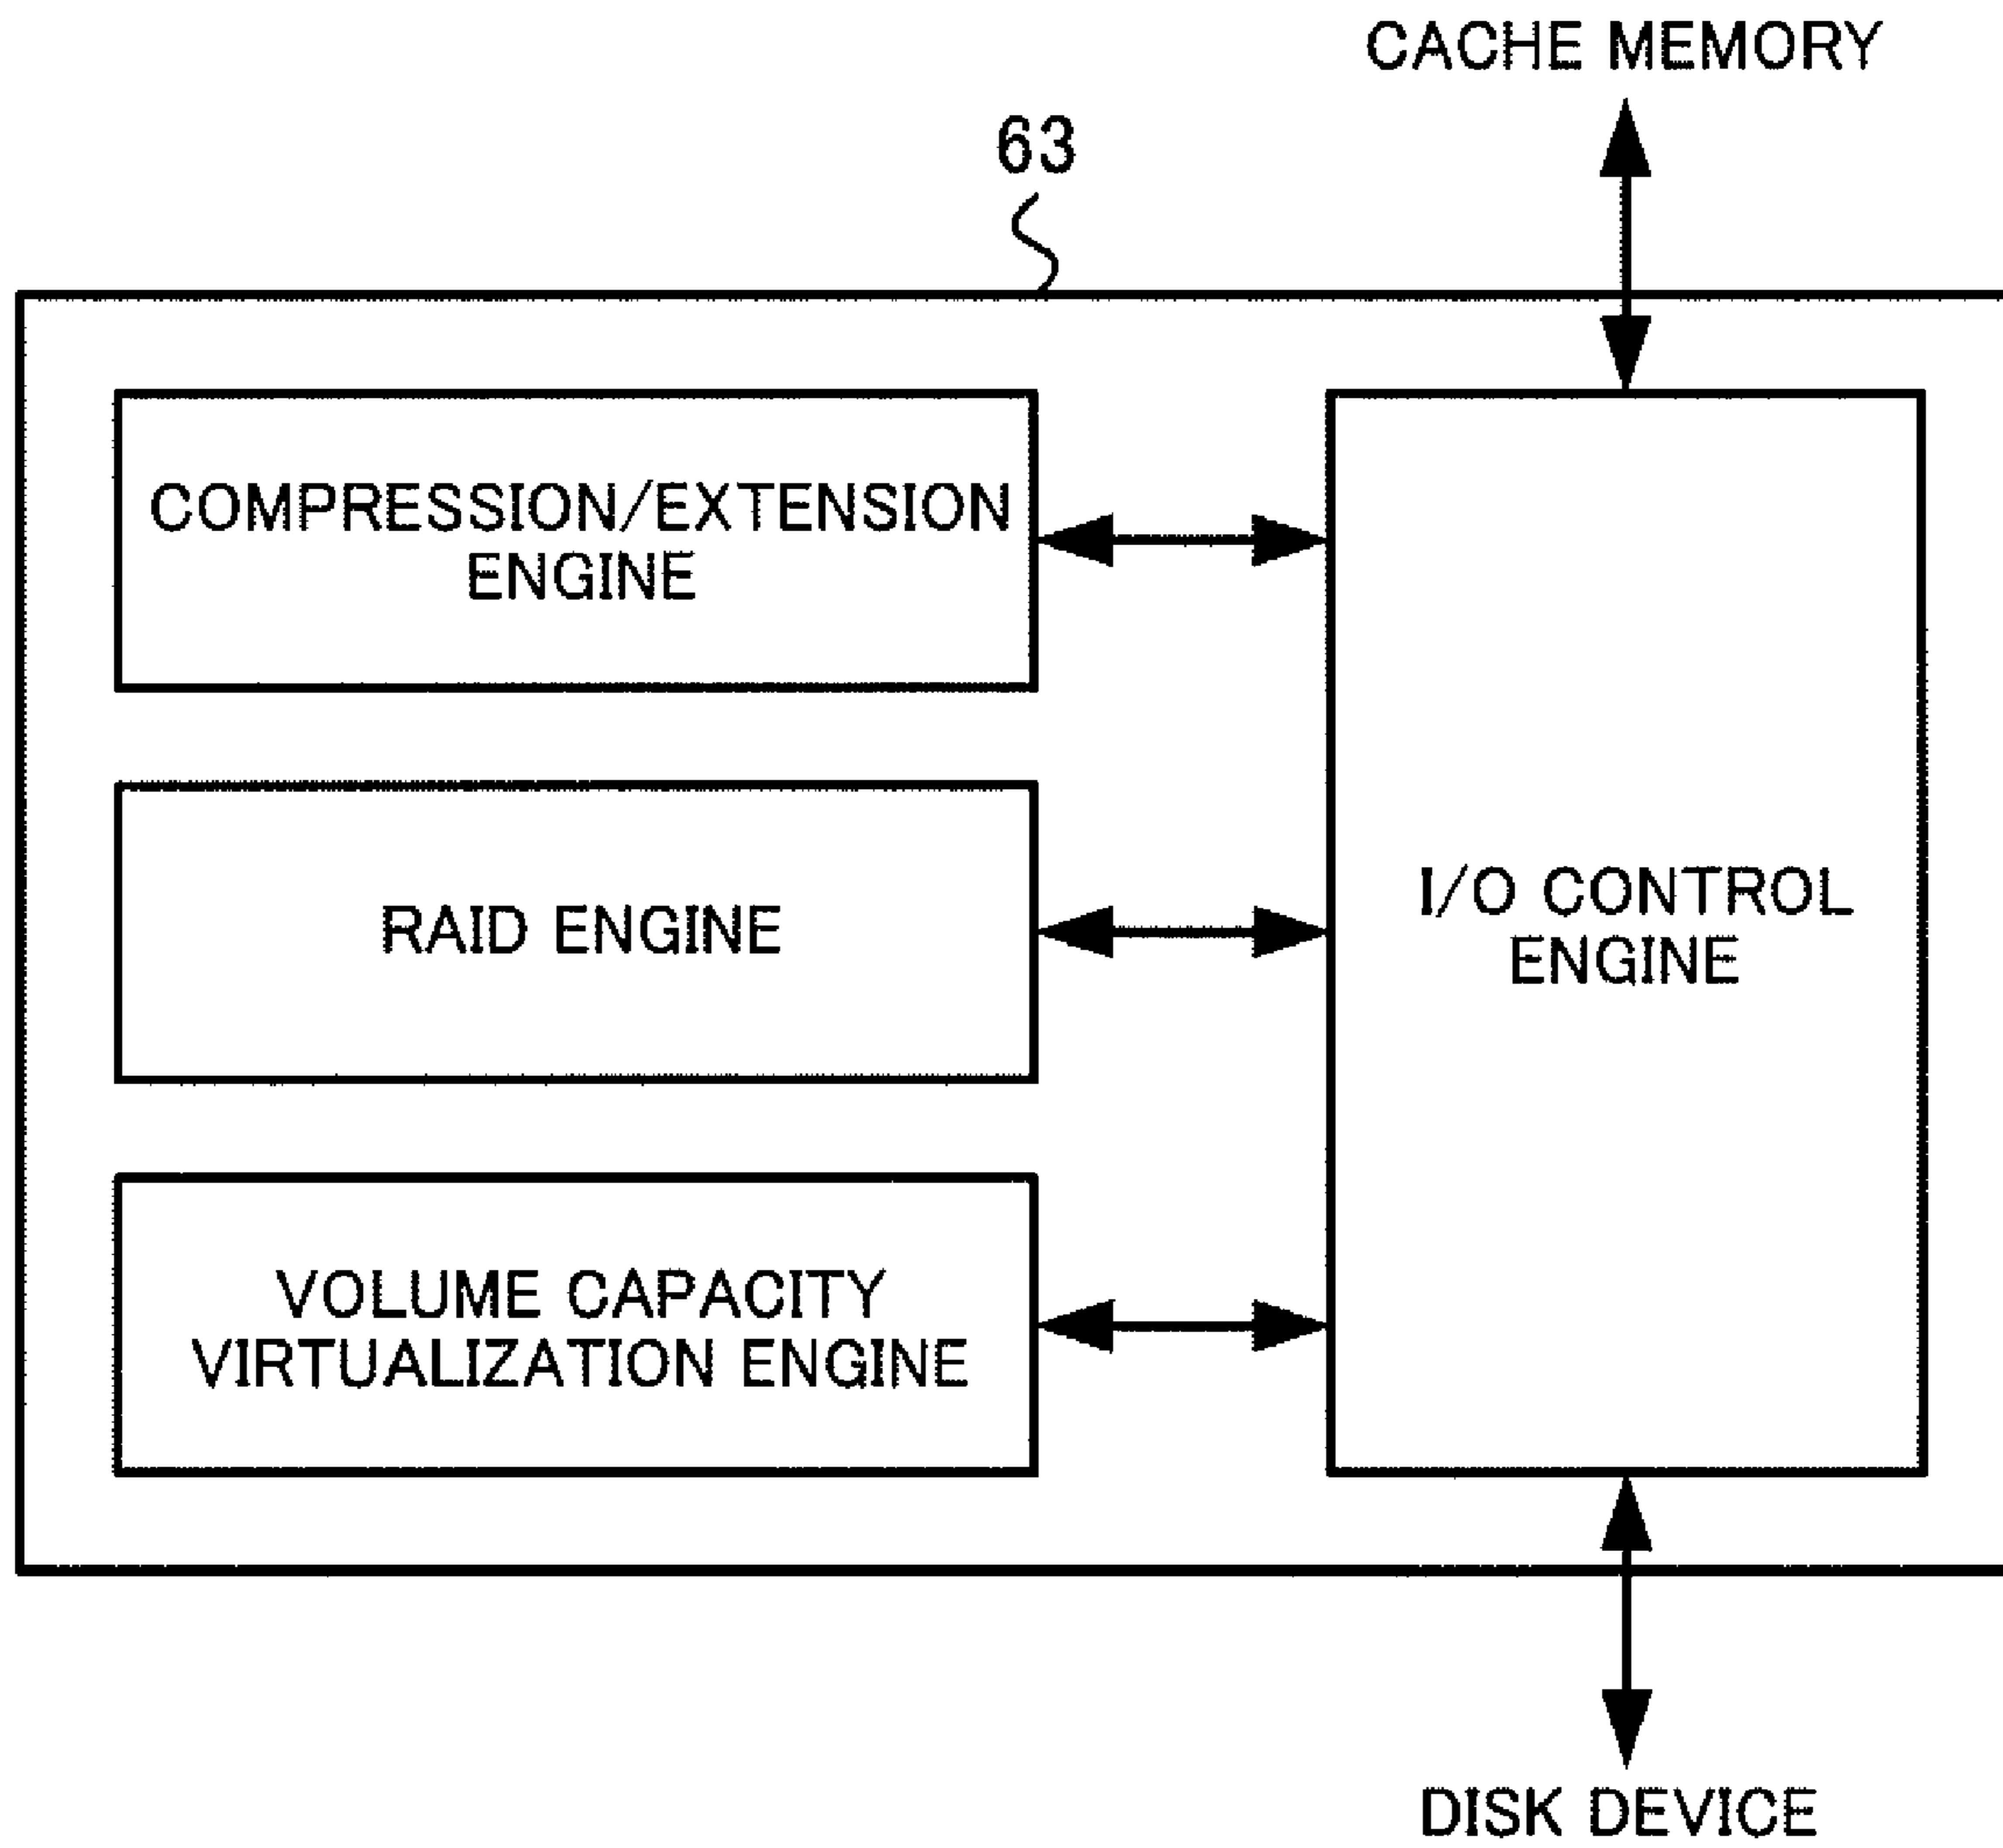 CACHE MEMORY
63
COMPRESSION/EXTENSION
ENGINE
RAID ENGINE
I/O CONTROL
ENGINE
VOLUME CAPACITY
VIRTUALIZATION ENGINE
DISK DEVICE